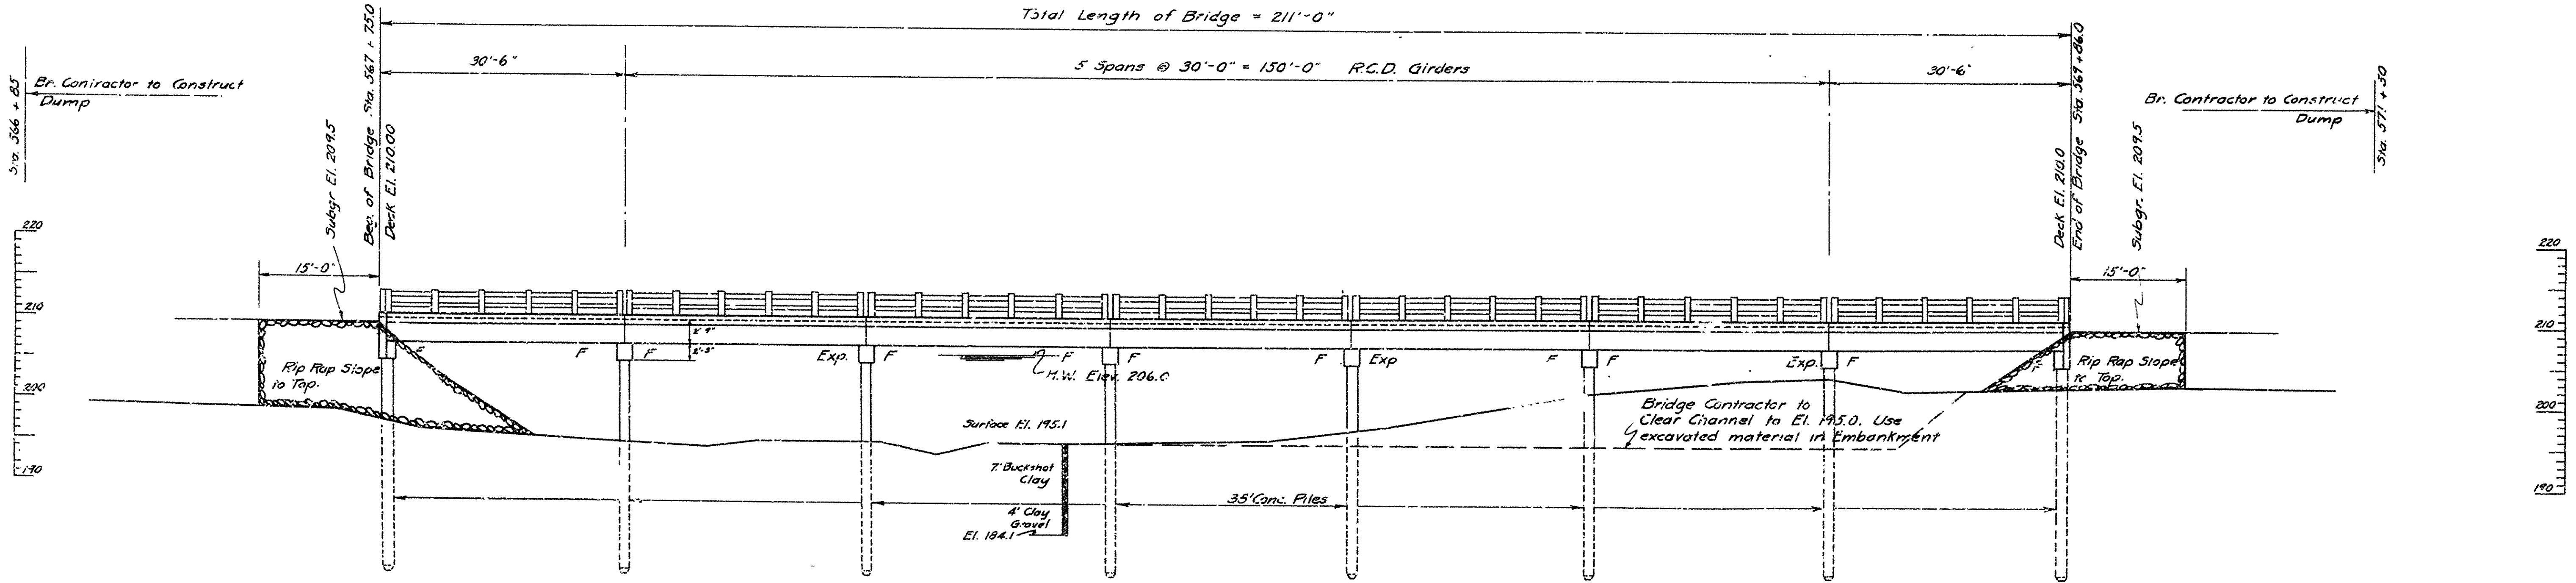 Total Length of Bridge = 211'-0"
30'-6"
5 Spans @ 30'-0" = 150'-0" R.C.D. Girders
30'-6"
Sta. 566 + 85
Br. Contractor to Construct
Dump
Subgr El. 209.5
Beg. of Bridge Sta. 567 + 75.0
Deck El. 210.00
Deck El. 210.0
End of Bridge Sta. 569 + 86.0
Subgr. El. 209.5
Br. Contractor to Construct
Dump
Sta. 571 + 50
220
210
200
190
15'-0"
15'-0"
220
210
200
190
2'-9"
2'-3"
F
F
F
Exp.
F
F
F
F
Exp
F
F
Exp.
F
F
H.W. Elev. 206.0
Rip Rap Slope
to Top.
Rip Rap Slope
to Top.
Surface El. 195.1
Bridge Contractor to
Clear Channel to El. 195.0. Use
excavated material in Embankment
7' Buckshot
Clay
4' Clay
Gravel
El. 184.1
35' Conc. Piles